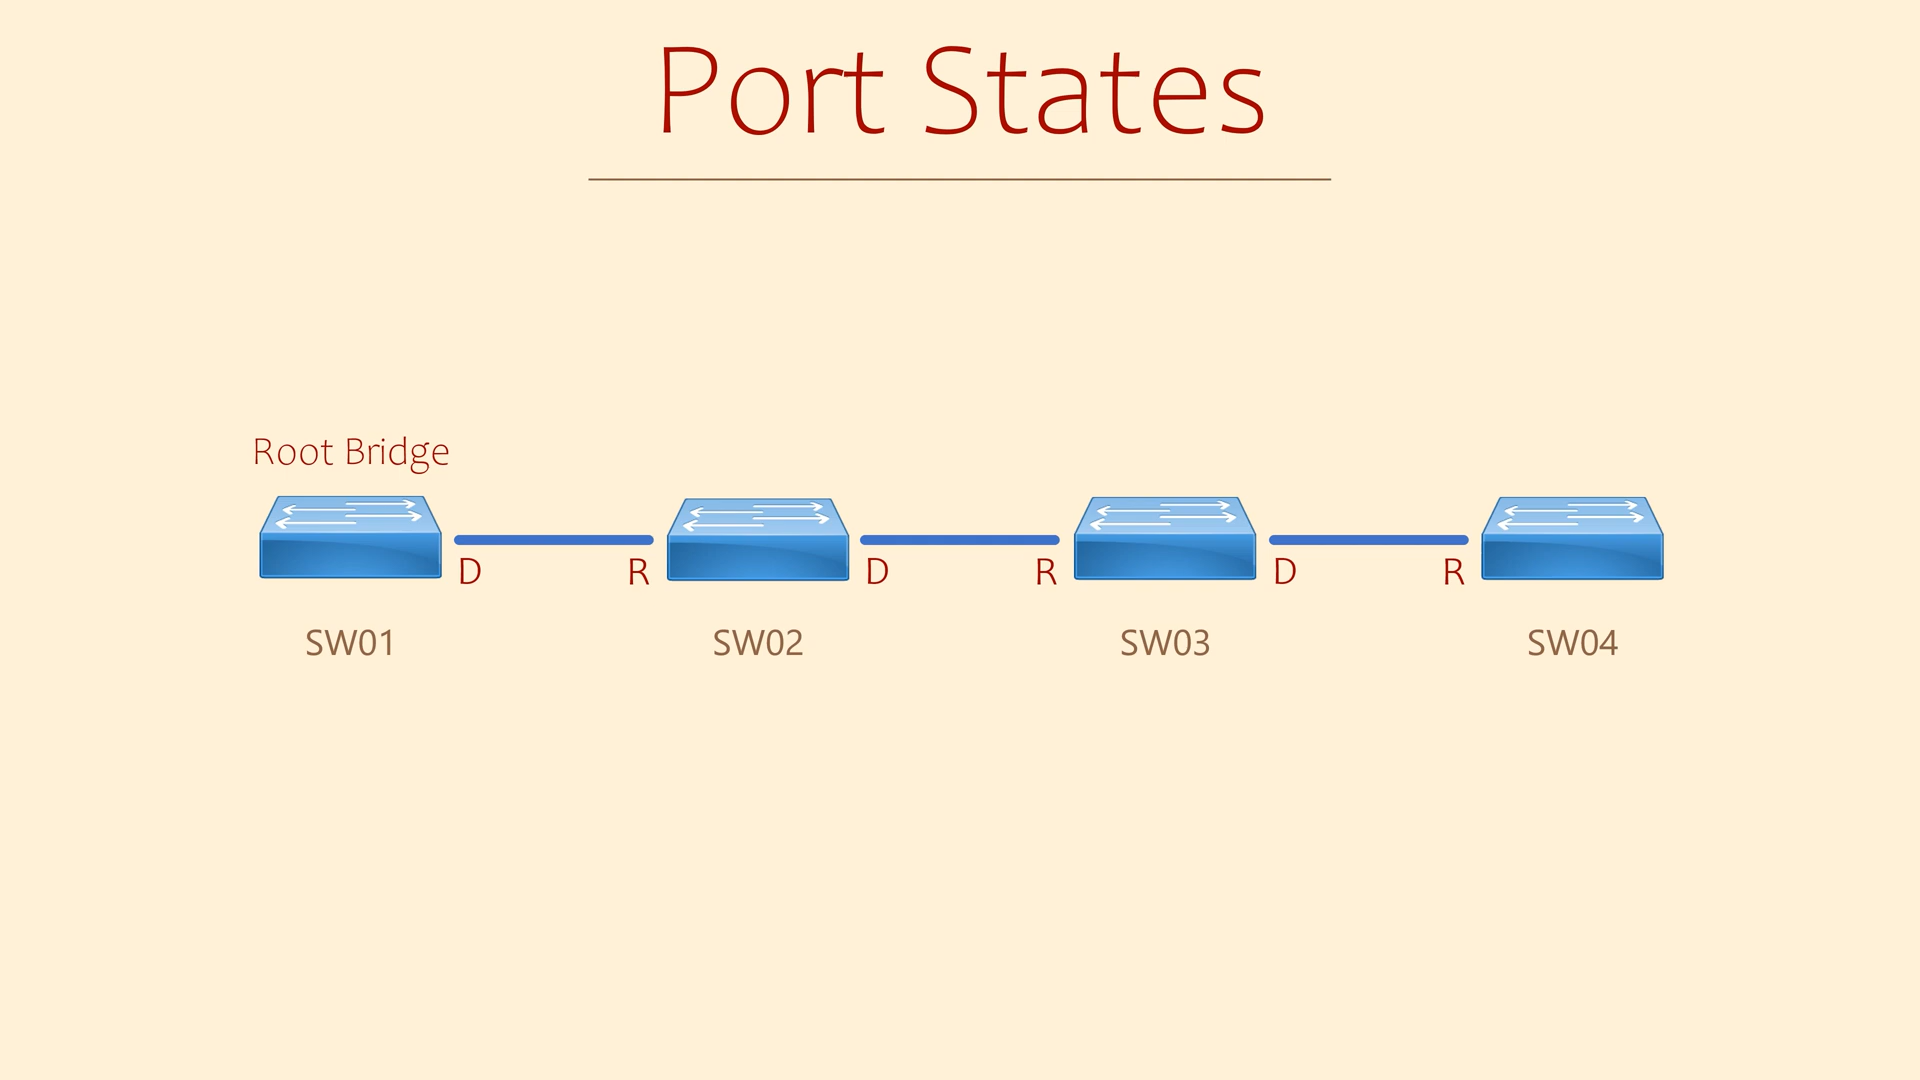 Port States
Root Bridge
D R D R D R
SW01 SW02 SW03 SW04